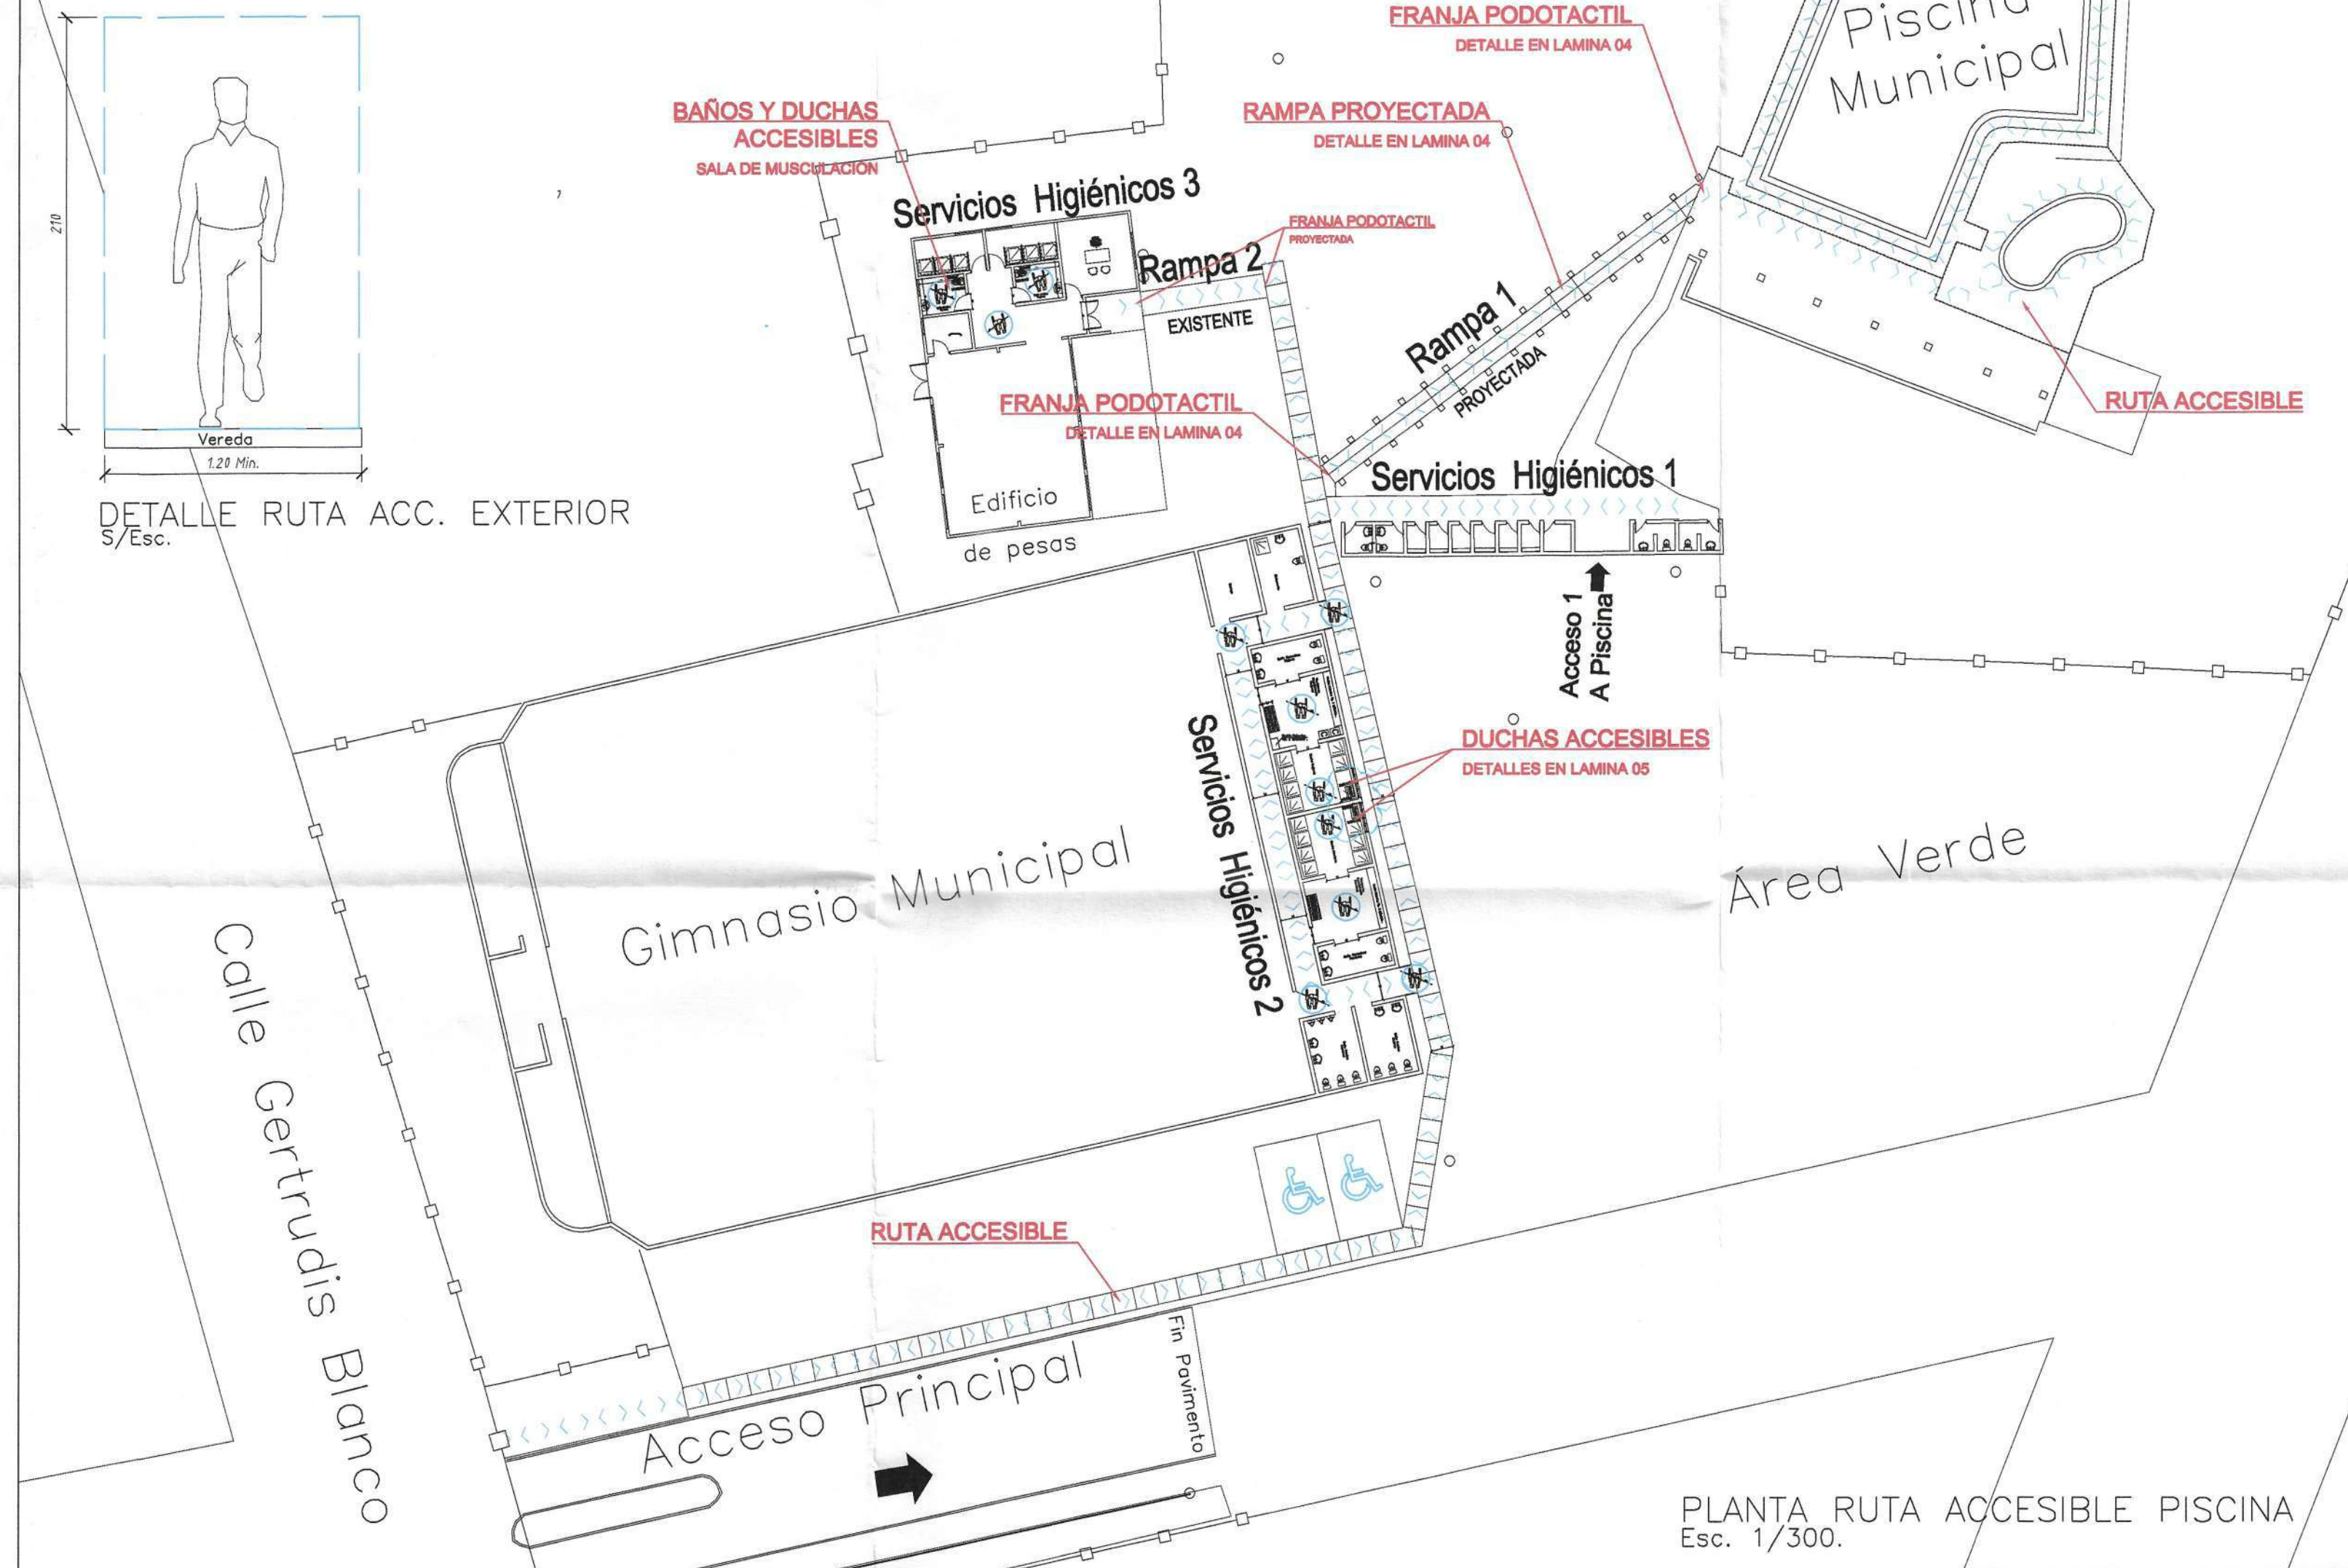 FRANJA PODOTACTIL
DETALLE EN LAMINA 04
Piscina
Municipal
BAÑOS Y DUCHAS
ACCESIBLES
SALA DE MUSCULACIÓN
RAMPA PROYECTADA
DETALLE EN LAMINA 04
Servicios Higiénicos 3
FRANJA PODOTACTIL
PROYECTADA
Rampa 2
EXISTENTE
210
Vereda
1.20 Min.
DETALLE RUTA ACC. EXTERIOR
S/Esc.
Rampa 1
PROYECTADA
RUTA ACCESIBLE
FRANJA PODOTACTIL
DETALLE EN LAMINA 04
Servicios Higiénicos 1
Edificio
de pesas
Acceso 1
A Piscina
Servicios Higiénicos 2
DUCHAS ACCESIBLES
DETALLES EN LAMINA 05
Gimnasio Municipal
Área Verde
Calle Gertrudis Blanco
RUTA ACCESIBLE
Fin Pavimento
Acceso Principal
PLANTA RUTA ACCESIBLE PISCINA
Esc. 1/300.